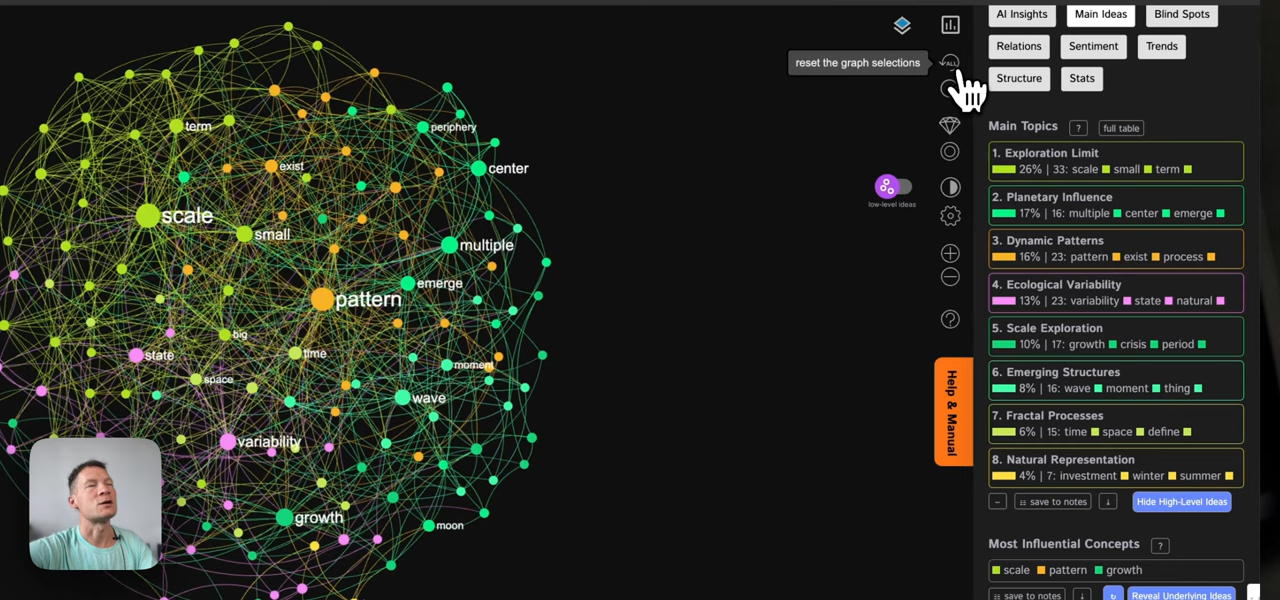 term
periphery
exist
center
scale
small
multiple
emerge
pattern
big
time
state
moment
space
wave
variability
growth
moon
reset the graph selections
ALL
low-level ideas
Help & Manual
AI Insights
Main Ideas
Blind Spots
Relations
Sentiment
Trends
Structure
Stats
Main Topics ? full table
1. Exploration Limit
26% | 33: scale small term
2. Planetary Influence
17% | 16: multiple center emerge
3. Dynamic Patterns
16% | 23: pattern exist process
4. Ecological Variability
13% | 23: variability state natural
5. Scale Exploration
10% | 17: growth crisis period
6. Emerging Structures
8% | 16: wave moment thing
7. Fractal Processes
6% | 15: time space define
8. Natural Representation
4% | 7: investment winter summer
– :: save to notes ↓ Hide High-Level Ideas
Most Influential Concepts ?
scale pattern growth
:: save to notes ↓ ↻ Reveal Underlying Ideas